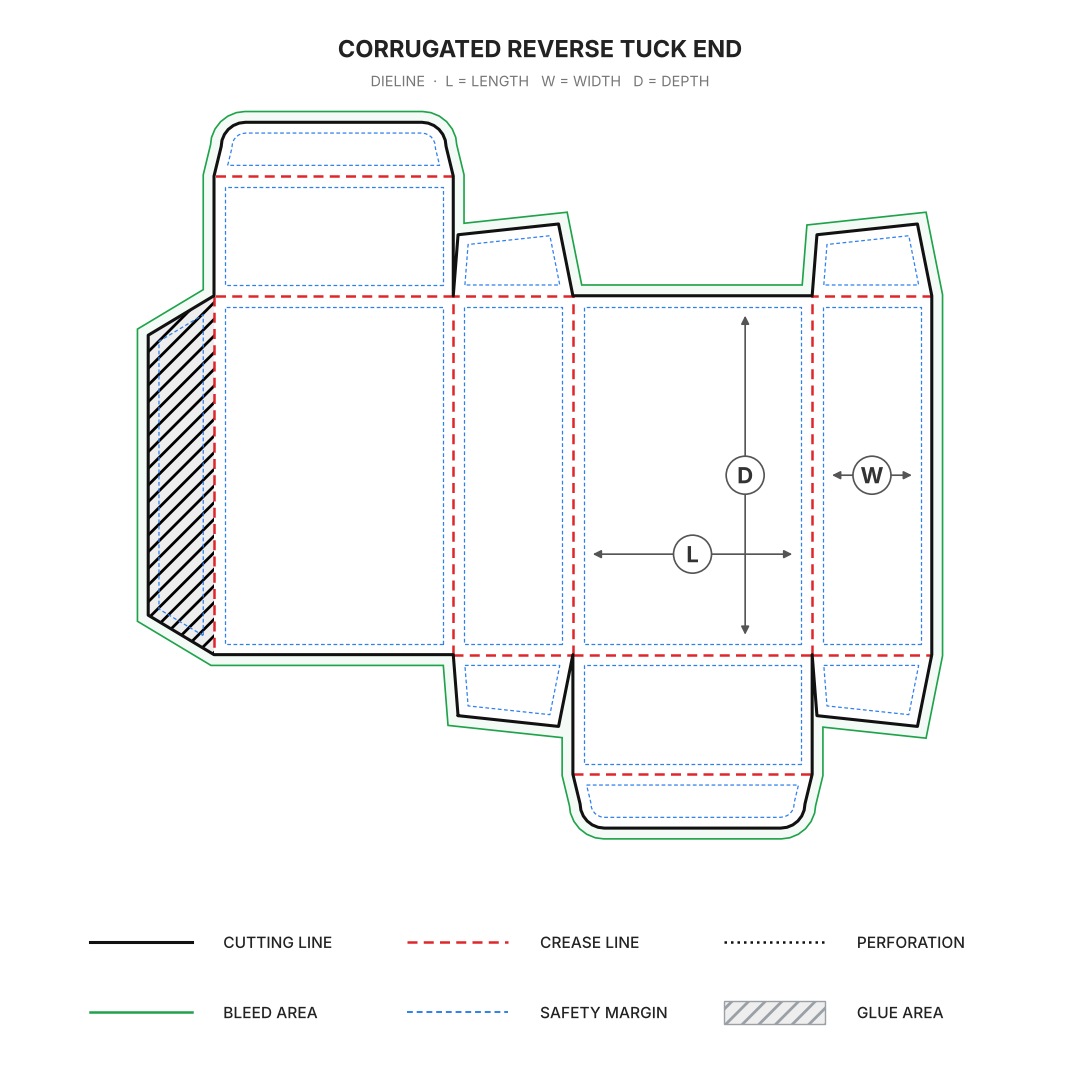 CORRUGATED REVERSE TUCK END
DIELINE · L = LENGTH W = WIDTH D = DEPTH
D
W
L
CUTTING LINE
CREASE LINE
PERFORATION
BLEED AREA
SAFETY MARGIN
GLUE AREA